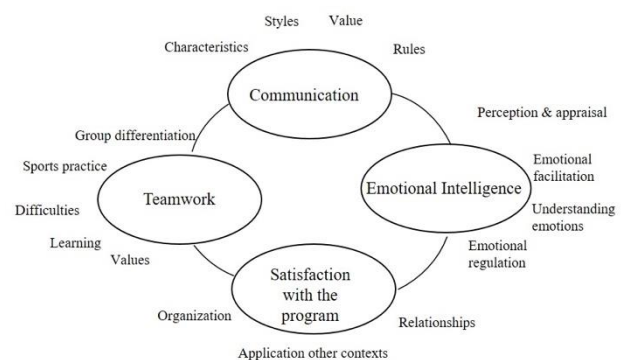 Styles
Value
Characteristics
Rules
Communication
Perception & appraisal
Group differentiation
Sports practice
Emotional
facilitation
Teamwork
Emotional Intelligence
Difficulties
Understanding
emotions
Learning
Values
Emotional
regulation
Satisfaction
with the
program
Organization
Relationships
Application other contexts